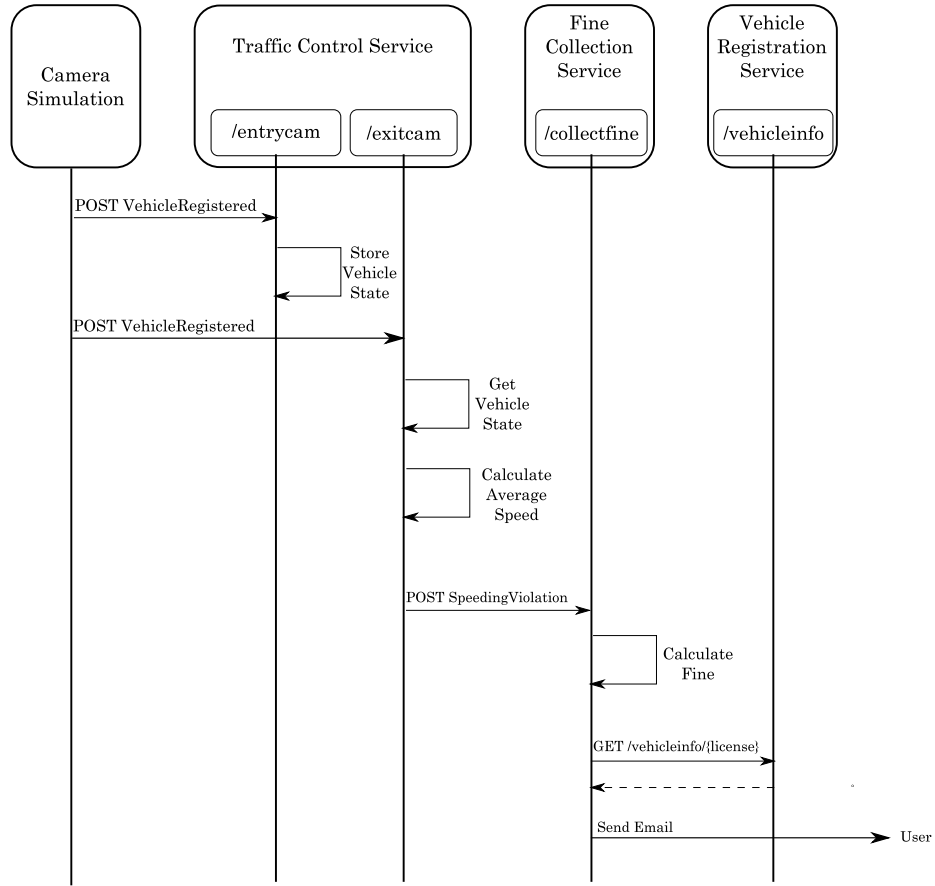 Camera
Simulation
Traffic Control Service
/entrycam
/exitcam
Fine
Collection
Service
/collectfine
Vehicle
Registration
Service
/vehicleinfo
POST VehicleRegistered
Store
Vehicle
State
POST VehicleRegistered
Get
Vehicle
State
Calculate
Average
Speed
POST SpeedingViolation
Calculate
Fine
GET /vehicleinfo/{license}
Send Email
User